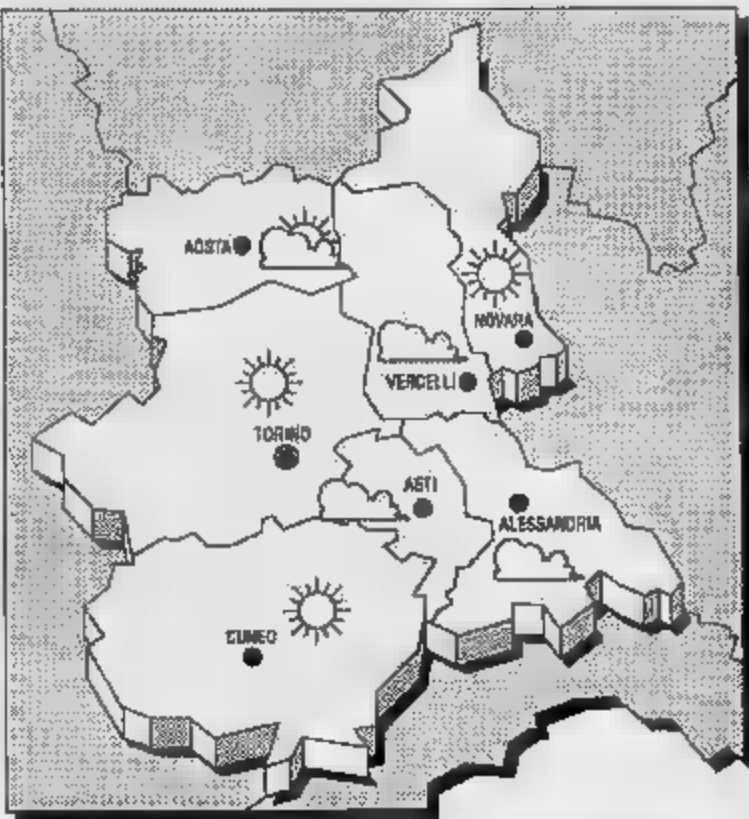 AOSTA
NOVARA
VERCELLI
TORINO
ASTI
ALESSANDRIA
CUNEO